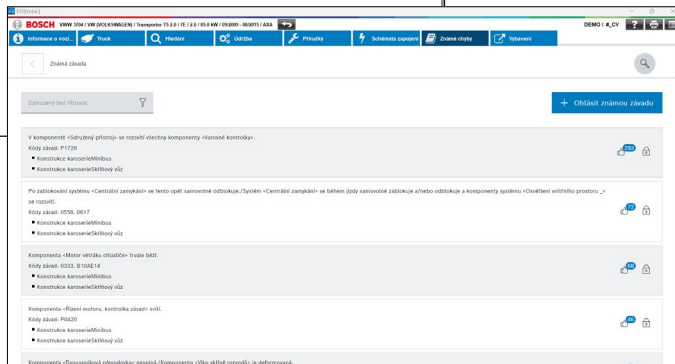 ESI[tronic]
BOSCH VWW 3704 / VW (VOLKSWAGEN) / Transporter T5 2.0 / 7E / 2.0 / 85.0 kW / 09/2009 - 08/2015 / AXA
DEMO / #_CY
Informace o vozi...
Truck
Hledání
Údržba
Příručky
Schémata zapojení
Známé chyby
Vybavení
Známá závada
Zobrazený text filtrovat
+ Ohlásit známou závadu
V komponentě «Sdružený přístroj» se rozsvítí všechny komponenty «Varovné kontrolky».
Kódy závad: P1726
Konstrukce karoserieMinibus
Konstrukce karoserieSkříňový vůz
293
Po zablokování systému «Centrální zamykání» se tento opět samovolně odblokuje./Systém «Centrální zamykání» se během jízdy samovolně zablokuje a/nebo odblokuje a komponenty systému «Osvětlení vnitřního prostoru _»
se rozsvítí.
Kódy závad: 0556, 0617
Konstrukce karoserieMinibus
Konstrukce karoserieSkříňový vůz
72
Komponenta «Motor větráku chladiče» trvale běží.
Kódy závad: 0333, B10AE14
Konstrukce karoserieMinibus
Konstrukce karoserieSkříňový vůz
68
Komponenta «Řízení motoru, kontrolka závad» svítí.
Kódy závad: P0420
Konstrukce karoserieMinibus
Konstrukce karoserieSkříňový vůz
46